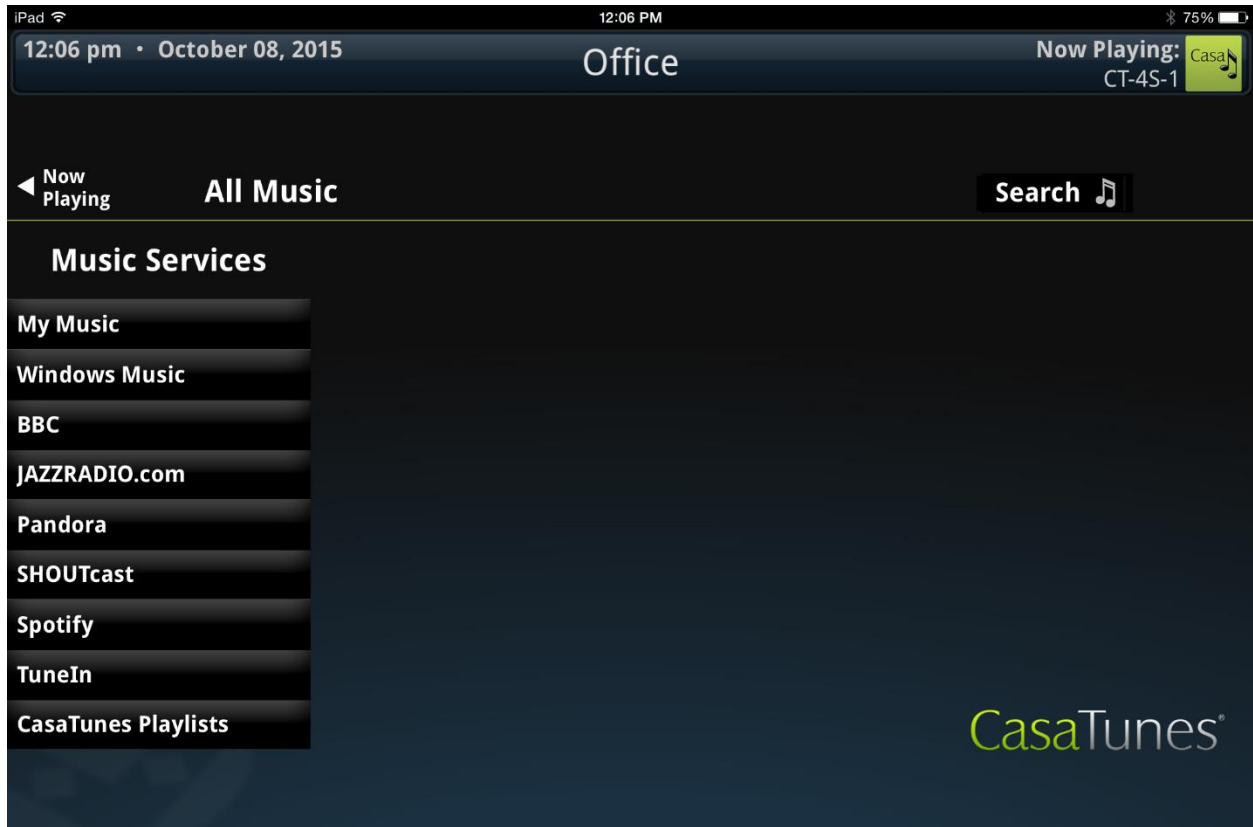 iPad 12:06 PM 75%
12:06 pm • October 08, 2015
Office
Now Playing:
CT-4S-1
Casa
Now
Playing
All Music
Search
Music Services
My Music
Windows Music
BBC
JAZZRADIO.com
Pandora
SHOUTcast
Spotify
TuneIn
CasaTunes Playlists
CasaTunes®